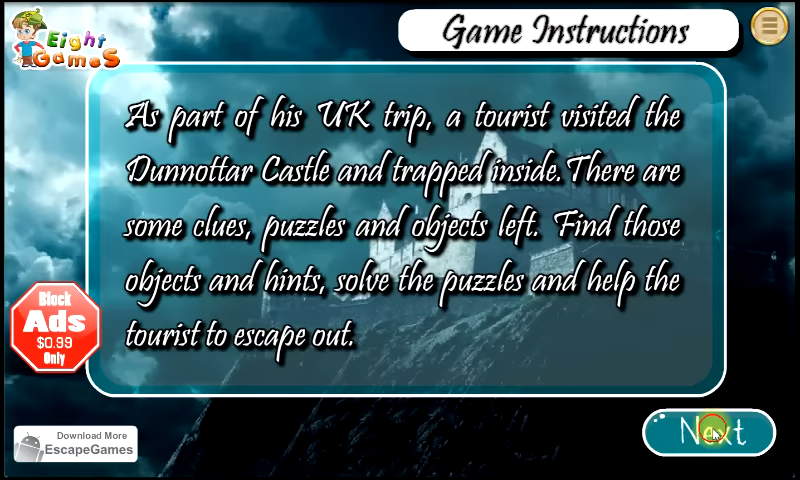 Eight
Games
Game Instructions
As part of his UK trip, a tourist visited the
Dunnottar Castle and trapped inside. There are
some clues, puzzles and objects left. Find those
objects and hints, solve the puzzles and help the
tourist to escape out.
Block
Ads
$0.99
Only
Download More
EscapeGames
Next